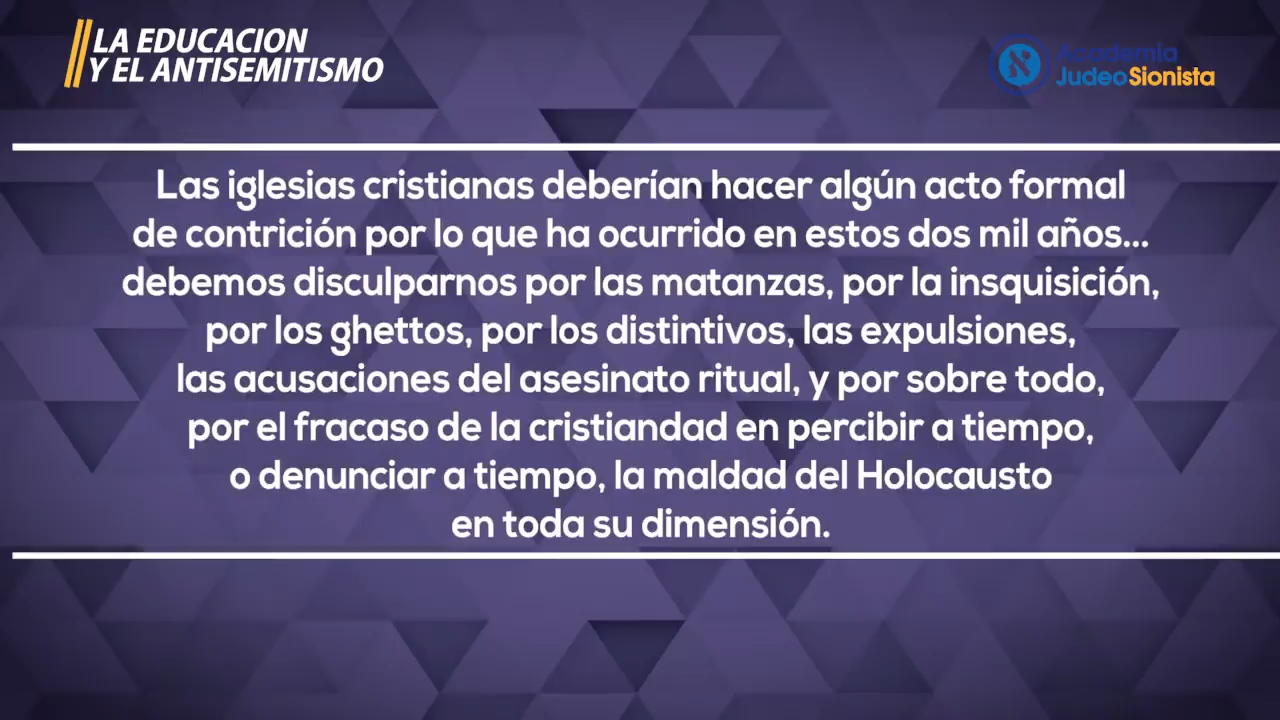 LA EDUCACION
Y EL ANTISEMITISMO
Academia
JudeoSionista
Las iglesias cristianas deberían hacer algún acto formal
de contrición por lo que ha ocurrido en estos dos mil años...
debemos disculparnos por las matanzas, por la insquisición,
por los ghettos, por los distintivos, las expulsiones,
las acusaciones del asesinato ritual, y por sobre todo,
por el fracaso de la cristiandad en percibir a tiempo,
o denunciar a tiempo, la maldad del Holocausto
en toda su dimensión.